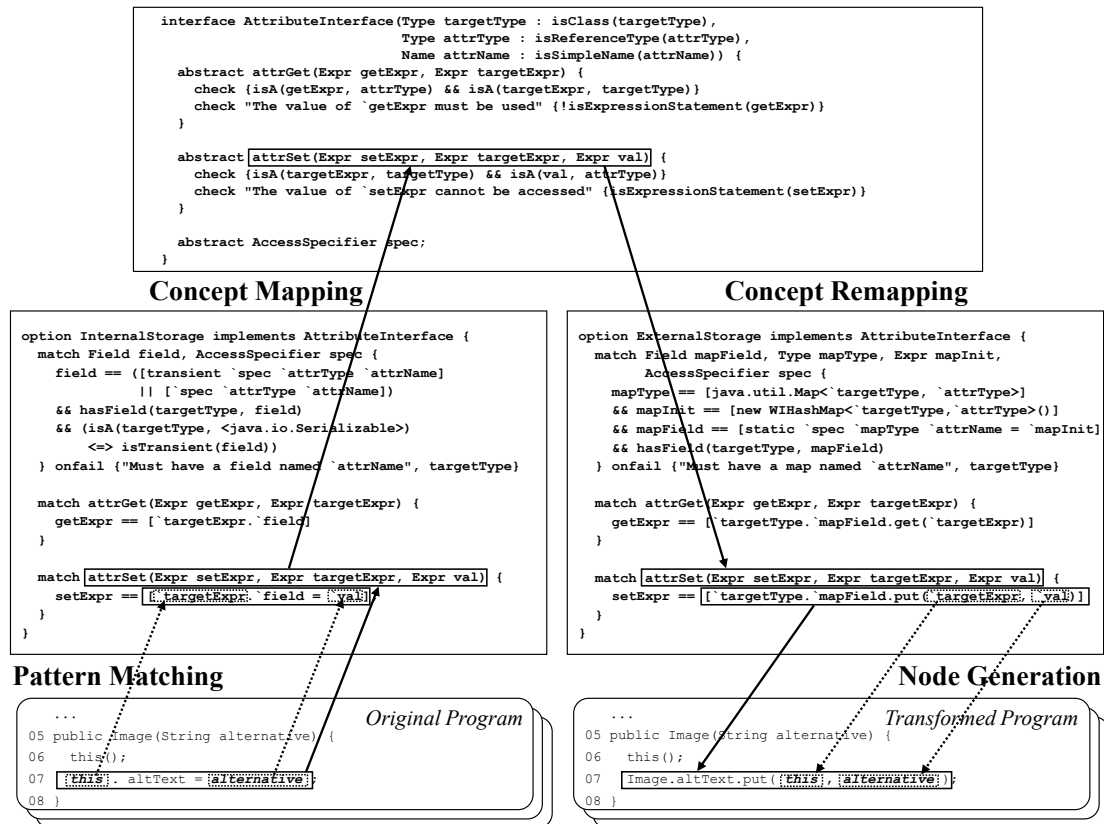 interface AttributeInterface(Type targetType : isClass(targetType),
Type attrType : isReferenceType(attrType),
Name attrName : isSimpleName(attrName)) {
abstract attrGet(Expr getExpr, Expr targetExpr) {
check {isA(getExpr, attrType) && isA(targetExpr, targetType)}
check "The value of `getExpr must be used" {!isExpressionStatement(getExpr)}
}
abstract attrSet(Expr setExpr, Expr targetExpr, Expr val) {
check {isA(targetExpr, targetType) && isA(val, attrType)}
check "The value of `setExpr cannot be accessed" {isExpressionStatement(setExpr)}
}
abstract AccessSpecifier spec;
}
Concept Mapping
Concept Remapping
option InternalStorage implements AttributeInterface {
match Field field, AccessSpecifier spec {
field == ([transient `spec `attrType `attrName]
|| [`spec `attrType `attrName])
&& hasField(targetType, field)
&& (isA(targetType, <java.io.Serializable>)
<=> isTransient(field))
} onfail {"Must have a field named `attrName", targetType}
match attrGet(Expr getExpr, Expr targetExpr) {
getExpr == [`targetExpr.`field]
}
match attrSet(Expr setExpr, Expr targetExpr, Expr val) {
setExpr == [`targetExpr.`field = `val]
}
}
option ExternalStorage implements AttributeInterface {
match Field mapField, Type mapType, Expr mapInit,
AccessSpecifier spec {
mapType == [java.util.Map<`targetType, `attrType>]
&& mapInit == [new WIHashMap<`targetType,`attrType>()]
&& mapField == [static `spec `mapType `attrName = `mapInit]
&& hasField(targetType, mapField)
} onfail {"Must have a map named `attrName", targetType}
match attrGet(Expr getExpr, Expr targetExpr) {
getExpr == [`targetType.`mapField.get(`targetExpr)]
}
match attrSet(Expr setExpr, Expr targetExpr, Expr val) {
setExpr == [`targetType.`mapField.put(`targetExpr, `val)]
}
}
Pattern Matching
Node Generation
...
Original Program
05 public Image(String alternative) {
06 this();
07 this . altText = alternative ;
08 }
...
Transformed Program
05 public Image(String alternative) {
06 this();
07 Image.altText.put( this , alternative );
08 }